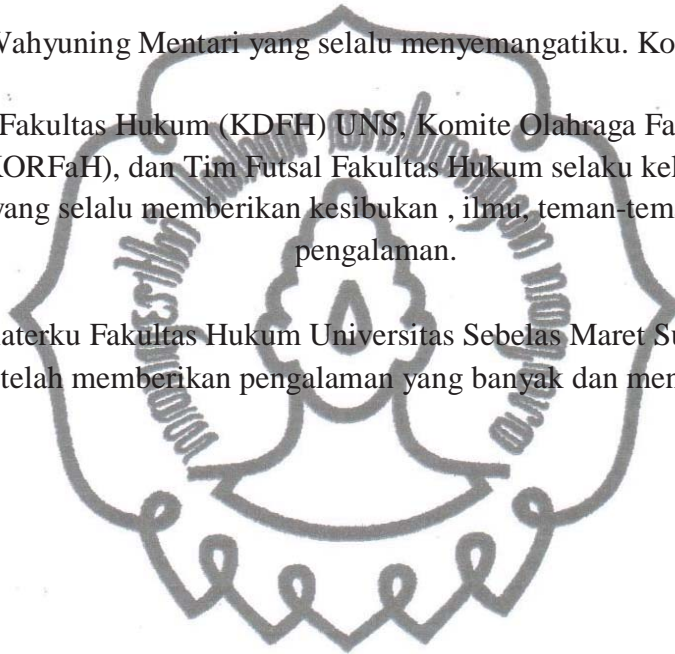 Wahyuning Mentari yang selalu menyemangatiku. Ko
Fakultas Hukum (KDFH) UNS, Komite Olahraga Fa
KORFaH), dan Tim Futsal Fakultas Hukum selaku kel
yang selalu memberikan kesibukan , ilmu, teman-tem
pengalaman.
aterku Fakultas Hukum Universitas Sebelas Maret Su
telah memberikan pengalaman yang banyak dan men